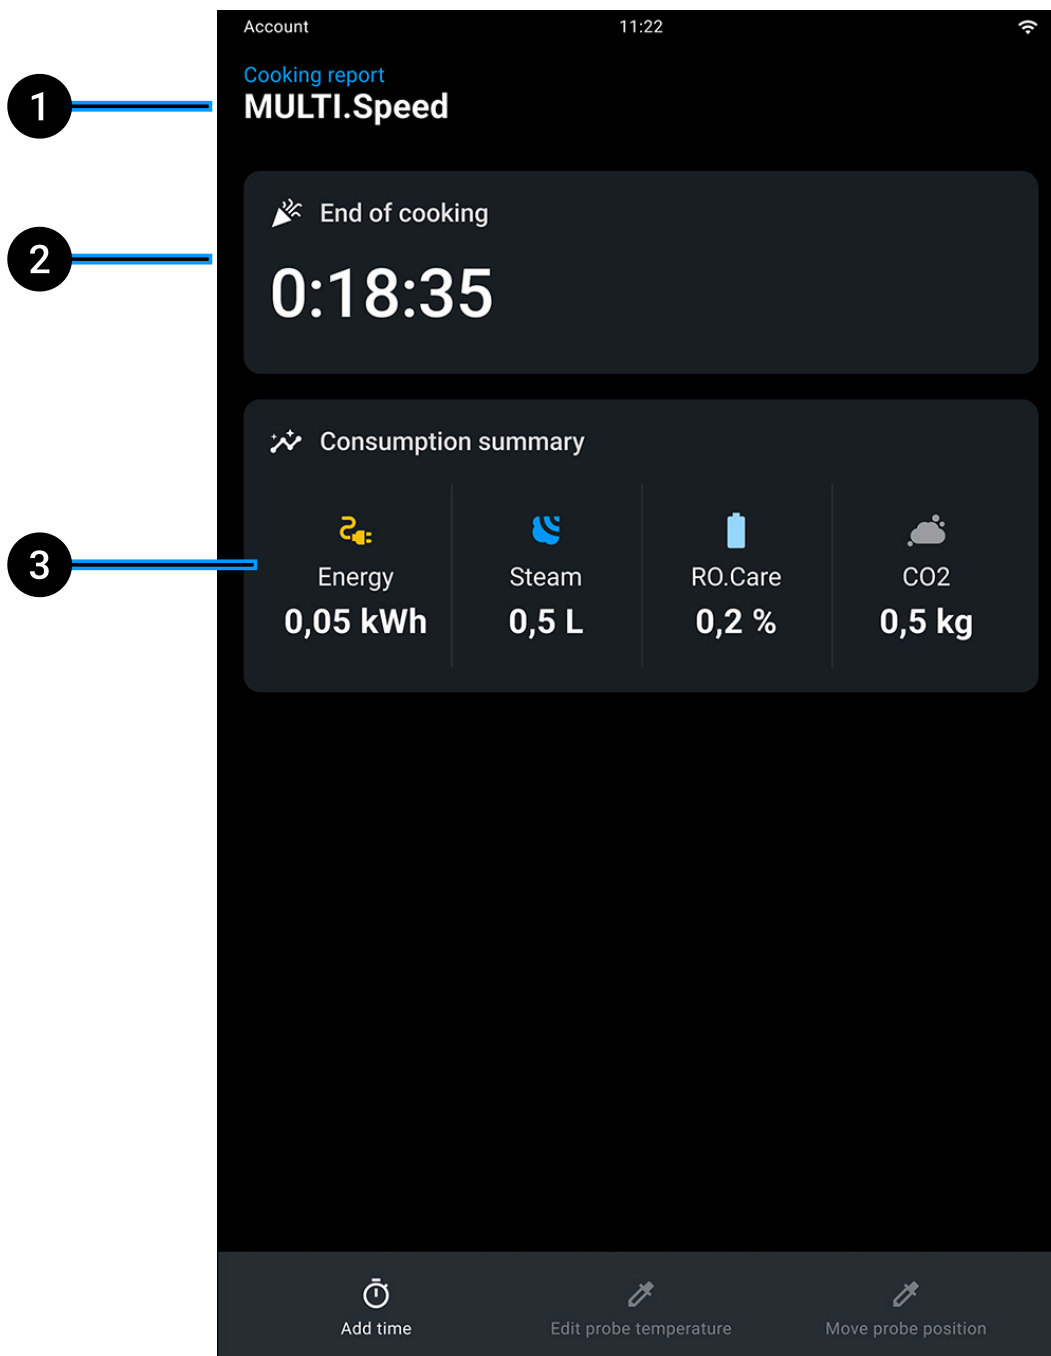 Account 11:22
Cooking report
1
MULTI.Speed
End of cooking
2
0:18:35
Consumption summary
3
Energy Steam RO.Care CO2
0,05 kWh 0,5 L 0,2 % 0,5 kg
Add time Edit probe temperature Move probe position